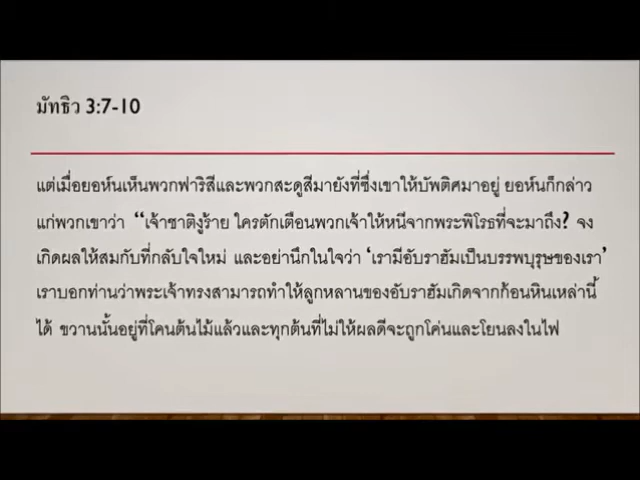 มัทธิว 3:7-10
แต่เมื่อยอห์นเห็นพวกฟาริสีและพวกสะดูสีมายังที่ซึ่งเขาให้บัพติศมาอยู่ ยอห์นก็กล่าว
แก่พวกเขาว่า “เจ้าชาติงูร้าย ใครตักเตือนพวกเจ้าให้หนีจากพระพิโรธที่จะมาถึง? จง
เกิดผลให้สมกับที่กลับใจใหม่ และอย่านึกในใจว่า ‘เรามีอับราฮัมเป็นบรรพบุรุษของเรา’
เราบอกท่านว่าพระเจ้าทรงสามารถทำให้ลูกหลานของอับราฮัมเกิดจากก้อนหินเหล่านี้
ได้ ขวานนั้นอยู่ที่โคนต้นไม้แล้วและทุกต้นที่ไม่ให้ผลดีจะถูกโค่นและโยนลงในไฟ